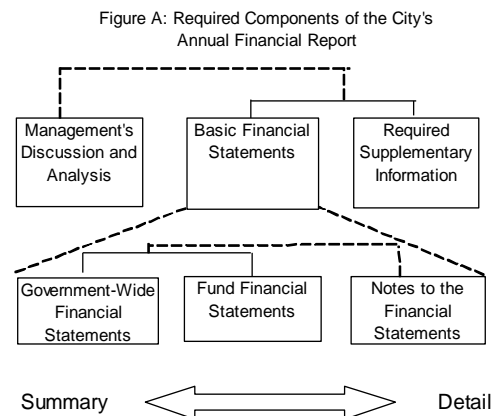 Figure A: Required Components of the City's
Annual Financial Report
Management's
Discussion and
Analysis
Basic Financial
Statements
Required
Supplementary
Information
Government-Wide
Financial
Statements
Fund Financial
Statements
Notes to the
Financial
Statements
Summary
Detail